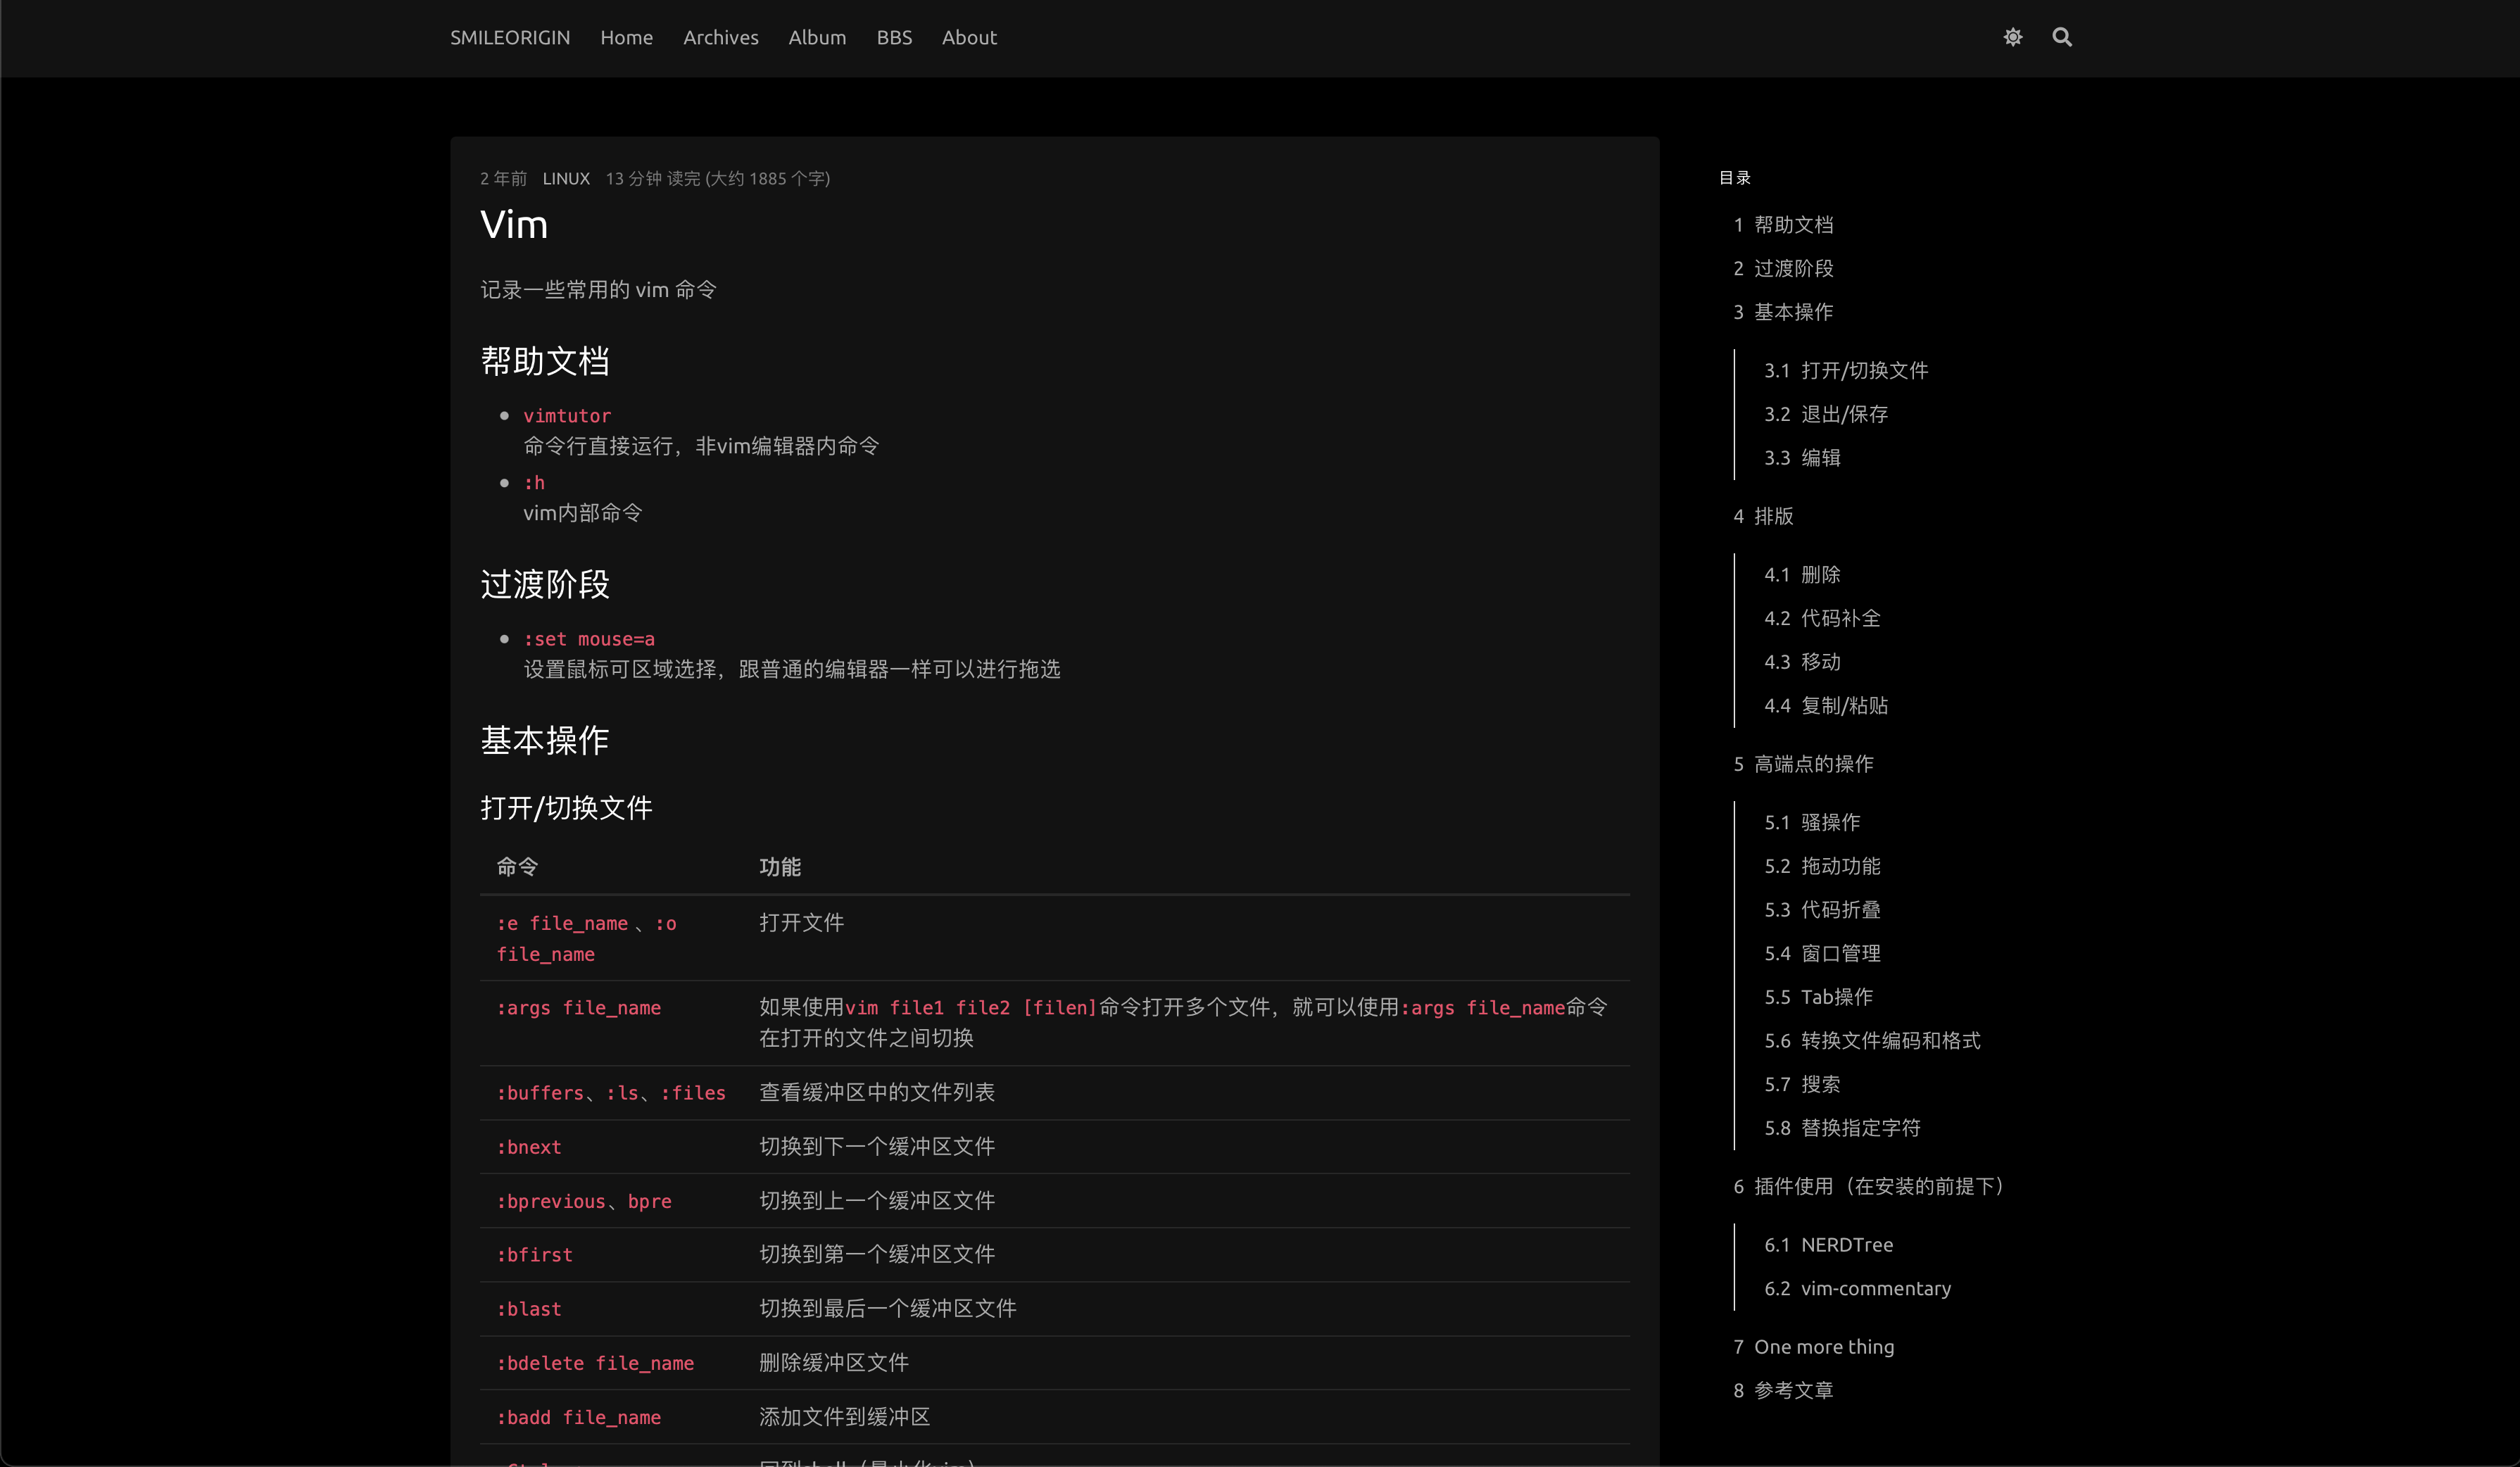 SMILEORIGIN Home Archives Album BBS About
2 年前 LINUX 13 分钟 读完 (大约 1885 个字)
Vim
记录一些常用的 vim 命令
帮助文档
vimtutor
命令行直接运行，非vim编辑器内命令
:h
vim内部命令
过渡阶段
:set mouse=a
设置鼠标可区域选择，跟普通的编辑器一样可以进行拖选
基本操作
打开/切换文件
命令 功能
:e file_name 、:o 打开文件
file_name
:args file_name 如果使用vim file1 file2 [filen]命令打开多个文件，就可以使用:args file_name命令
在打开的文件之间切换
:buffers、:ls、:files 查看缓冲区中的文件列表
:bnext 切换到下一个缓冲区文件
:bprevious、bpre 切换到上一个缓冲区文件
:bfirst 切换到第一个缓冲区文件
:blast 切换到最后一个缓冲区文件
:bdelete file_name 删除缓冲区文件
:badd file_name 添加文件到缓冲区
目录
1 帮助文档
2 过渡阶段
3 基本操作
3.1 打开/切换文件
3.2 退出/保存
3.3 编辑
4 排版
4.1 删除
4.2 代码补全
4.3 移动
4.4 复制/粘贴
5 高端点的操作
5.1 骚操作
5.2 拖动功能
5.3 代码折叠
5.4 窗口管理
5.5 Tab操作
5.6 转换文件编码和格式
5.7 搜索
5.8 替换指定字符
6 插件使用（在安装的前提下）
6.1 NERDTree
6.2 vim-commentary
7 One more thing
8 参考文章